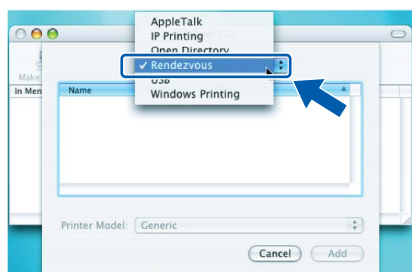 AppleTalk
IP Printing
Open Directory
✓ Rendezvous
USB
Windows Printing
Make
In Men
Name
Printer Model: Generic
Cancel Add